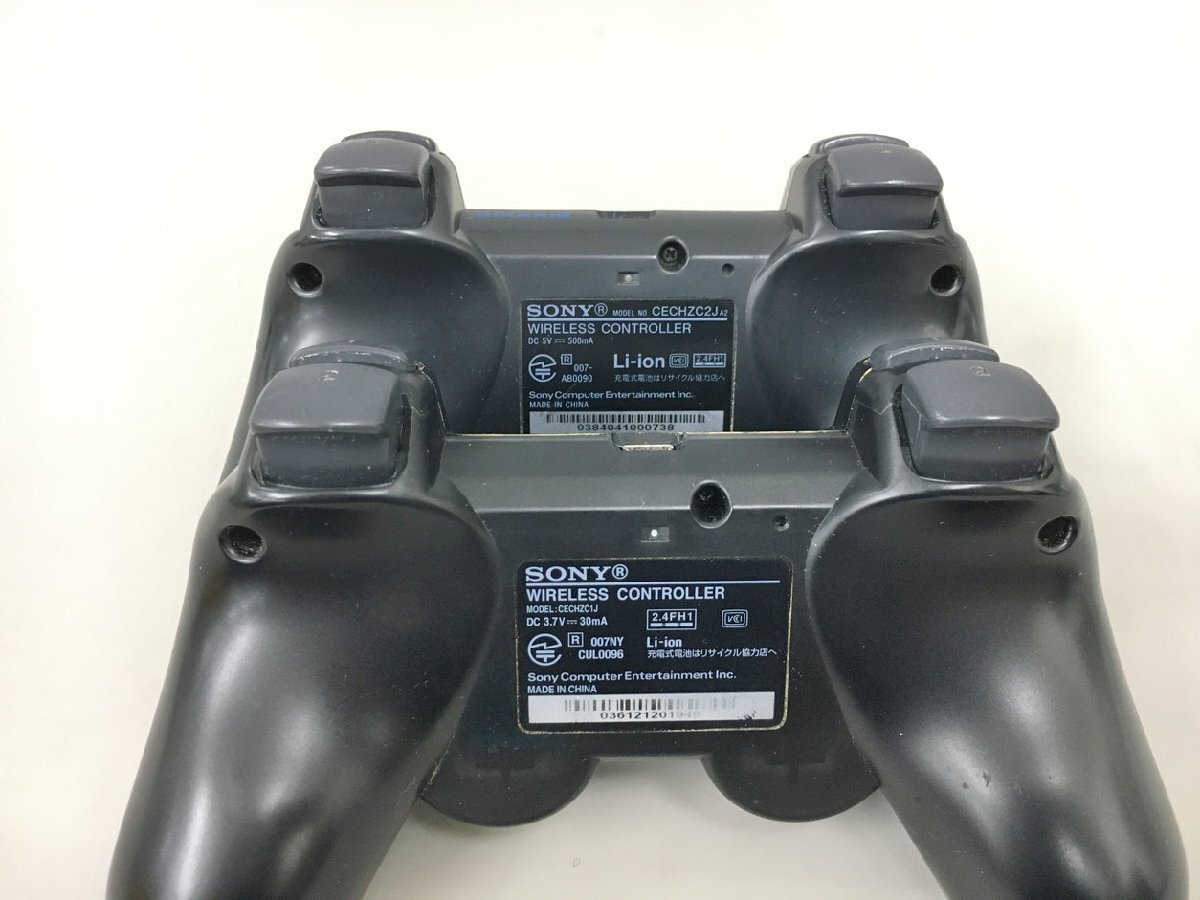 SIXAXIS
SONY® MODEL NO CECHZC2J A2
WIRELESS CONTROLLER
DC 5V⎓500mA
R 007-
AB0090
Li-ion VCI 2.4FH1
充電式電池はリサイクル協力店へ
Sony Computer Entertainment Inc.
MADE IN CHINA
0384041000738
2
SONY®
WIRELESS CONTROLLER
MODEL:CECHZC1J
DC 3.7V⎓30mA
2.4FH1 VCI
R 007NY
CUL0096
Li-ion
充電式電池はリサイクル協力店へ
Sony Computer Entertainment Inc.
MADE IN CHINA